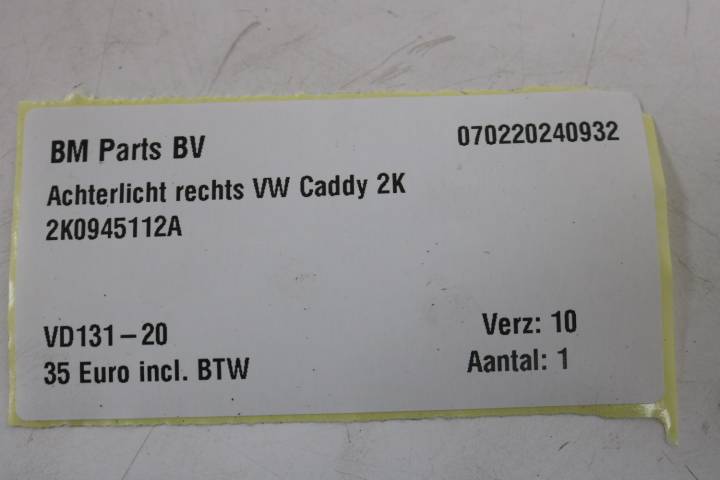 BM Parts BV 070220240932
Achterlicht rechts VW Caddy 2K
2K0945112A
VD131-20 Verz: 10
35 Euro incl. BTW Aantal: 1